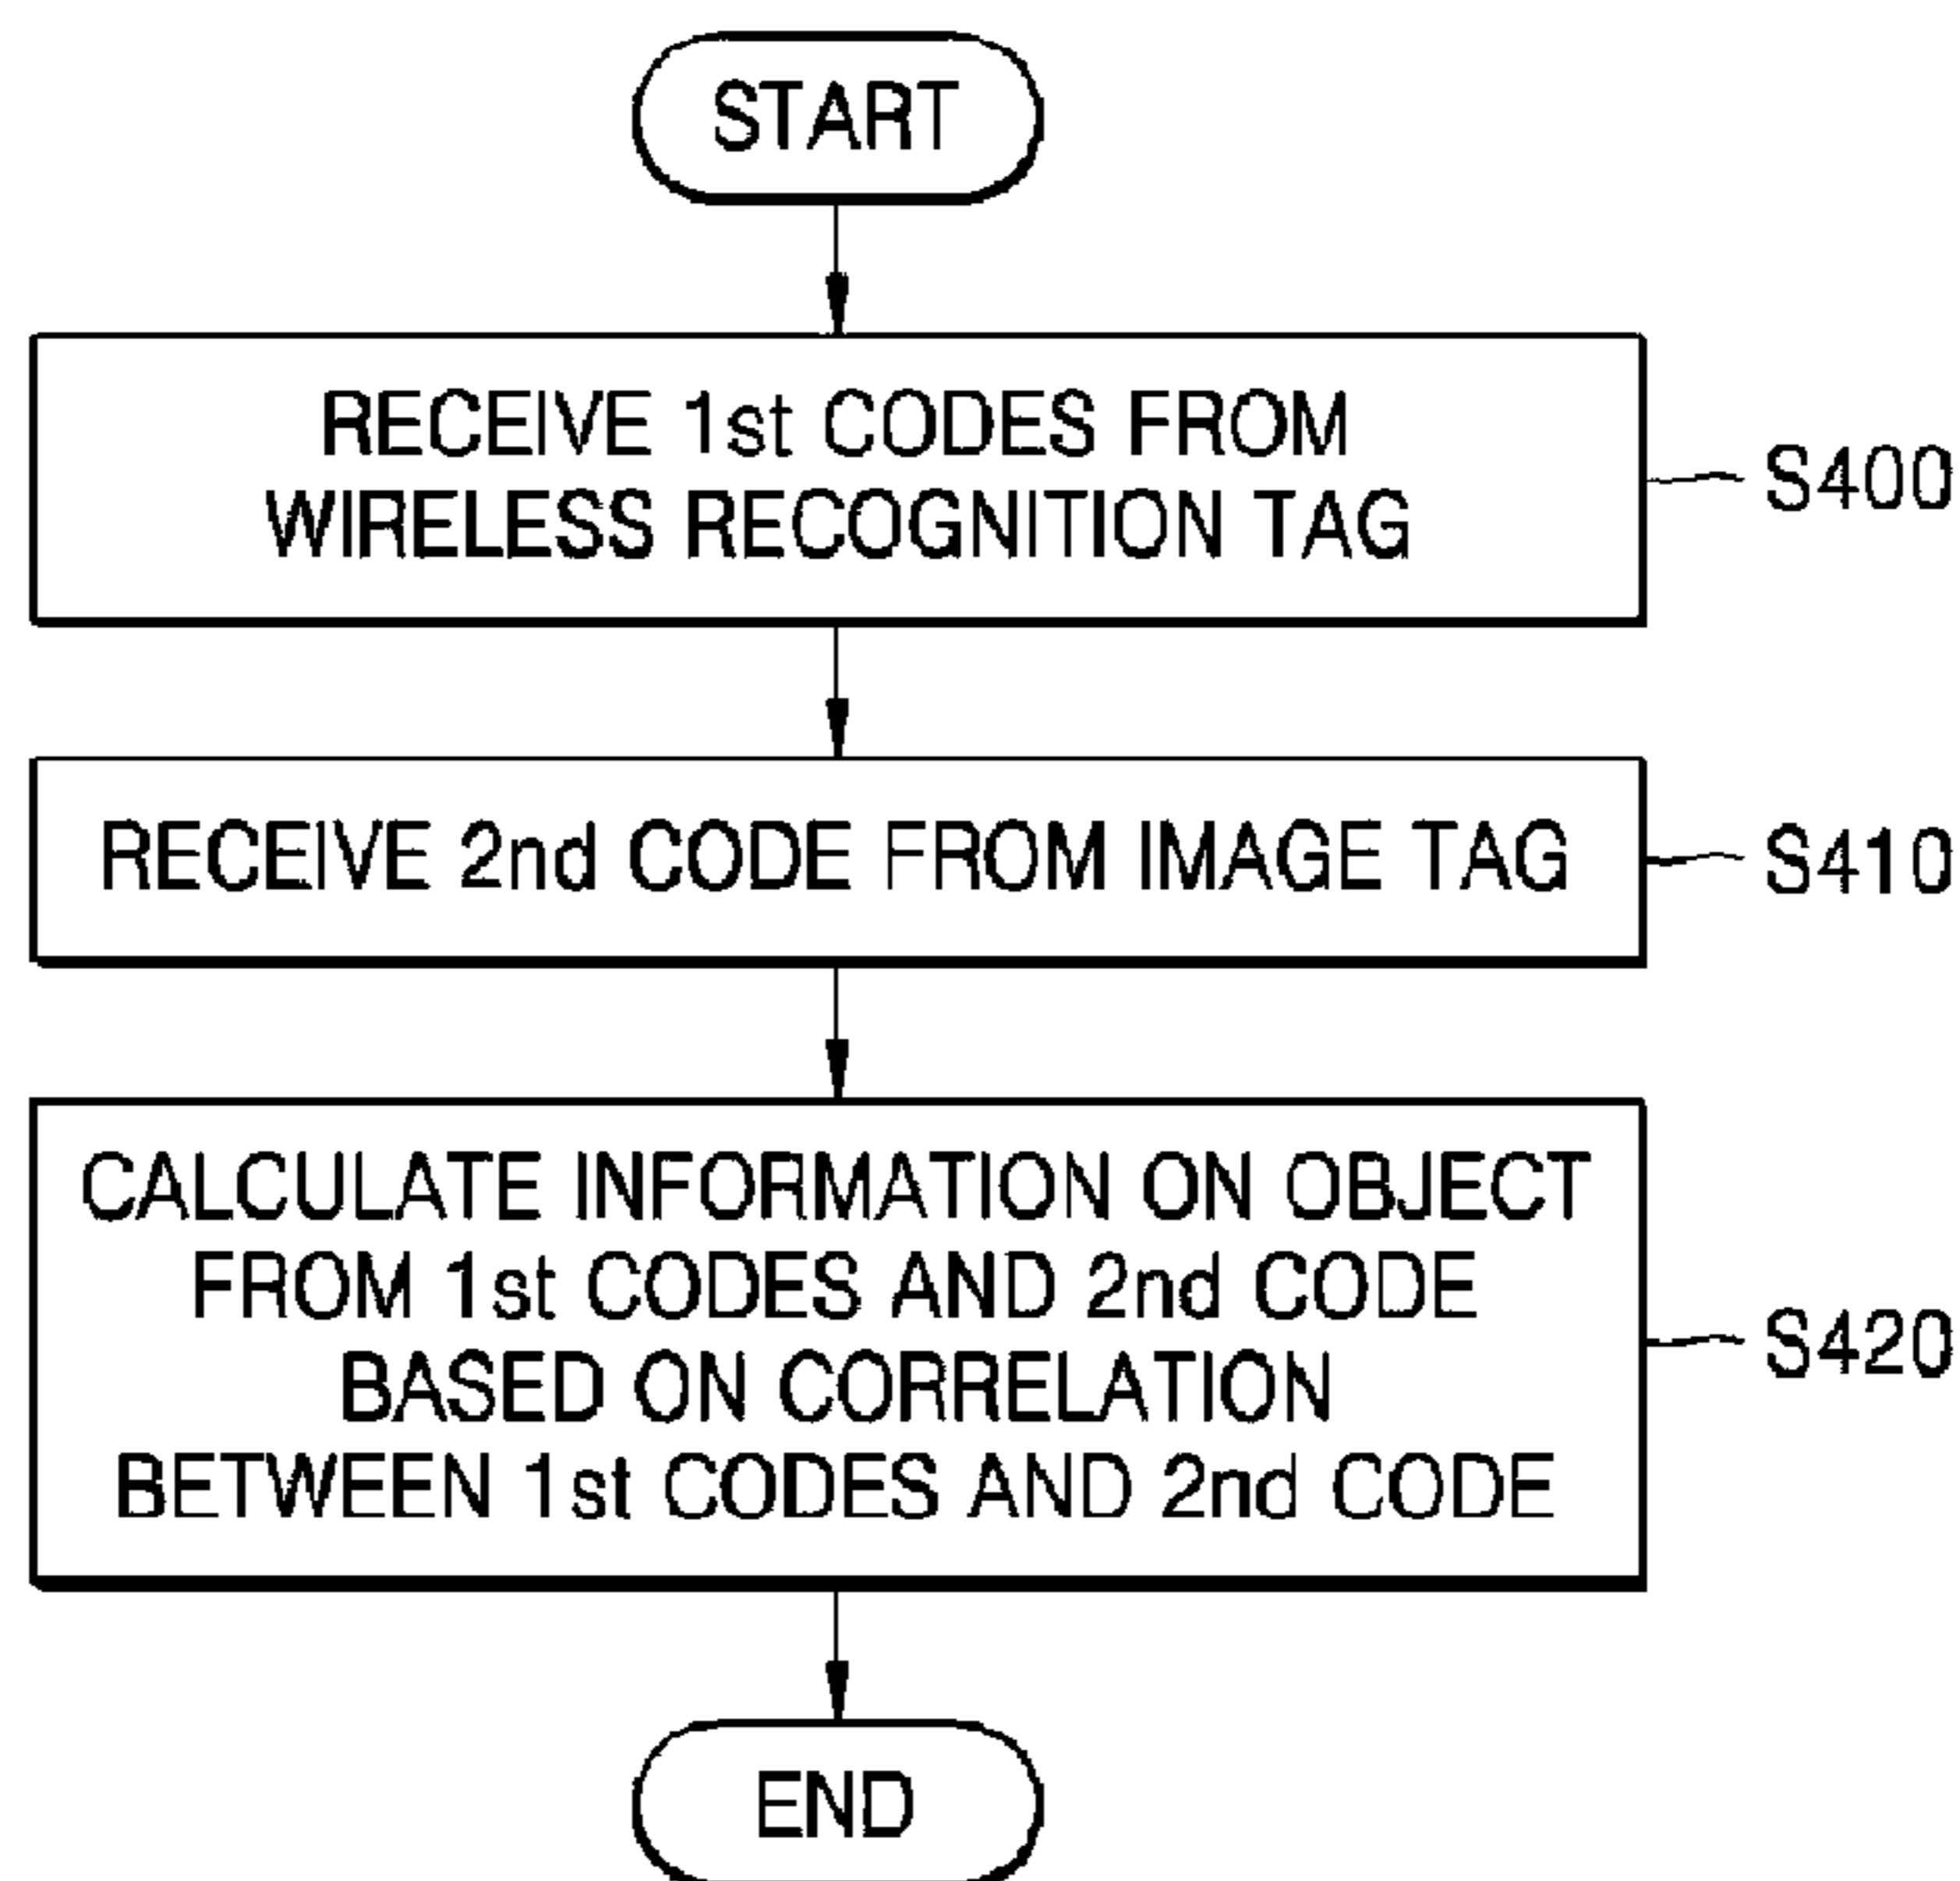 START
RECEIVE 1st CODES FROM
WIRELESS RECOGNITION TAG
S400
RECEIVE 2nd CODE FROM IMAGE TAG
S410
CALCULATE INFORMATION ON OBJECT
FROM 1st CODES AND 2nd CODE
BASED ON CORRELATION
BETWEEN 1st CODES AND 2nd CODE
S420
END